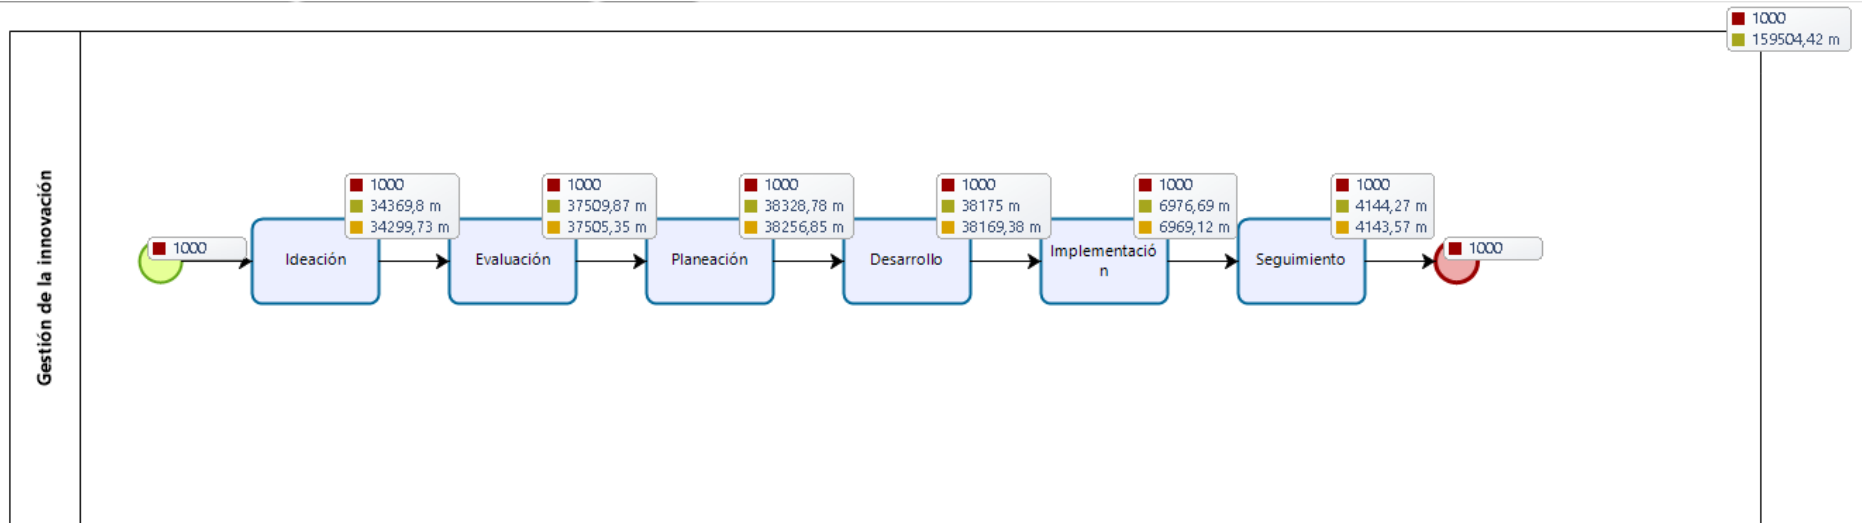 1000
159504,42 m
Gestión de la innovación
1000
Ideación
1000
34369,8 m
34299,73 m
Evaluación
1000
37509,87 m
37505,35 m
Planeación
1000
38328,78 m
38256,85 m
Desarrollo
1000
38175 m
38169,38 m
Implementació
n
1000
6976,69 m
6969,12 m
Seguimiento
1000
4144,27 m
4143,57 m
1000